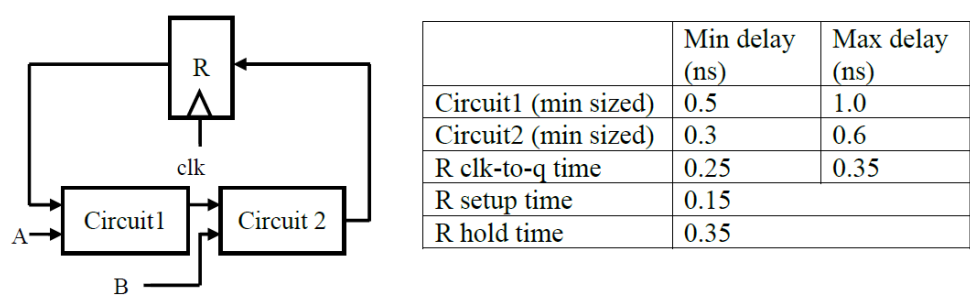 R
clk
Circuit1
Circuit 2
A
B
Min delay (ns) Max delay (ns)
Circuit1 (min sized) 0.5 1.0
Circuit2 (min sized) 0.3 0.6
R clk-to-q time 0.25 0.35
R setup time 0.15
R hold time 0.35